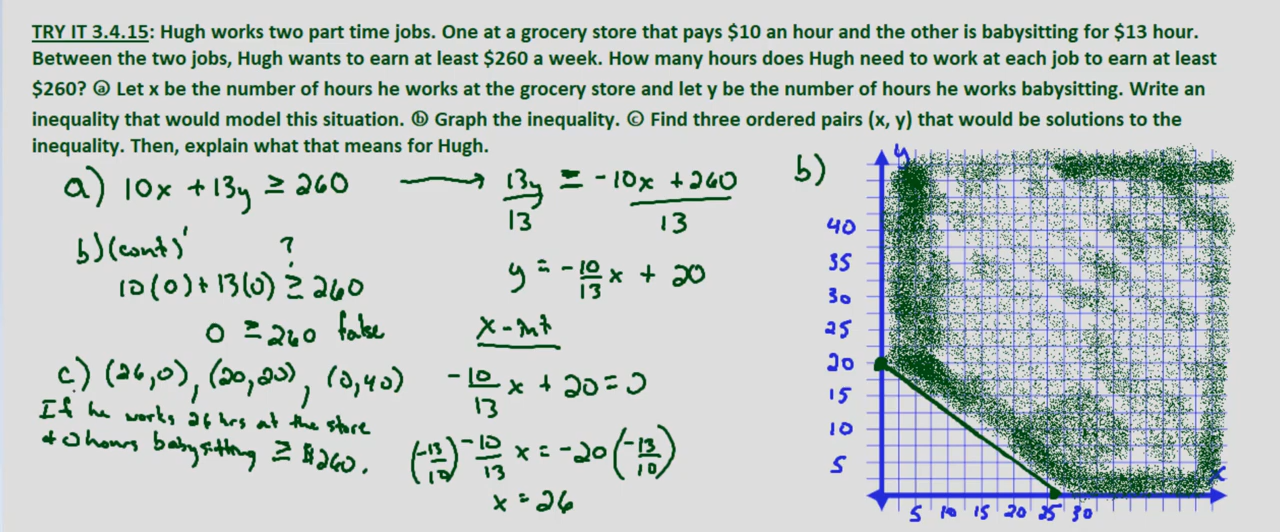 TRY IT 3.4.15: Hugh works two part time jobs. One at a grocery store that pays $10 an hour and the other is babysitting for $13 hour.
Between the two jobs, Hugh wants to earn at least $260 a week. How many hours does Hugh need to work at each job to earn at least
$260? ⓐ Let x be the number of hours he works at the grocery store and let y be the number of hours he works babysitting. Write an
inequality that would model this situation. ⓑ Graph the inequality. ⓒ Find three ordered pairs (x, y) that would be solutions to the
inequality. Then, explain what that means for Hugh.
a) 10x + 13y ≥ 260
b) (cont)'
?
10(0) + 13(0) ≥ 260
0 ≥ 260 false
c) (26,0), (20,20), (0,40)
If he works 26 hrs at the store
+ 0 hours babysitting ≥ $260.
→ 13y/13 = -10x + 260/13
y = -10/13 x + 20
x-int
-10/13 x + 20 = 0
(-13/10) -10/13 x = -20 (-13/10)
x = 26
b)
y
40
35
30
25
20
15
10
5
x
5 10 15 20 25 30